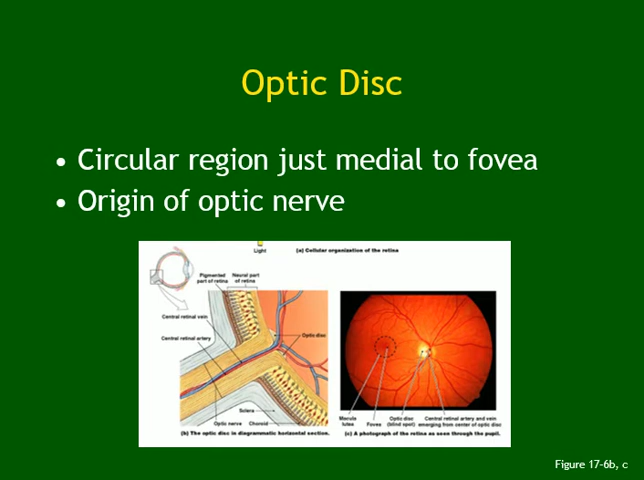 Optic Disc
• Circular region just medial to fovea
• Origin of optic nerve
Light
(a) Cellular organization of the retina
Pigmented
part of retina
Neural part
of retina
Central retinal vein
Central retinal artery
Optic disc
Sclera
Optic nerve
Choroid
(b) The optic disc in diagrammatic horizontal section.
Macula
lutea
Fovea
Optic disc
(blind spot)
Central retinal artery and vein
emerging from center of optic disc
(c) A photograph of the retina as seen through the pupil.
Figure 17-6b, c